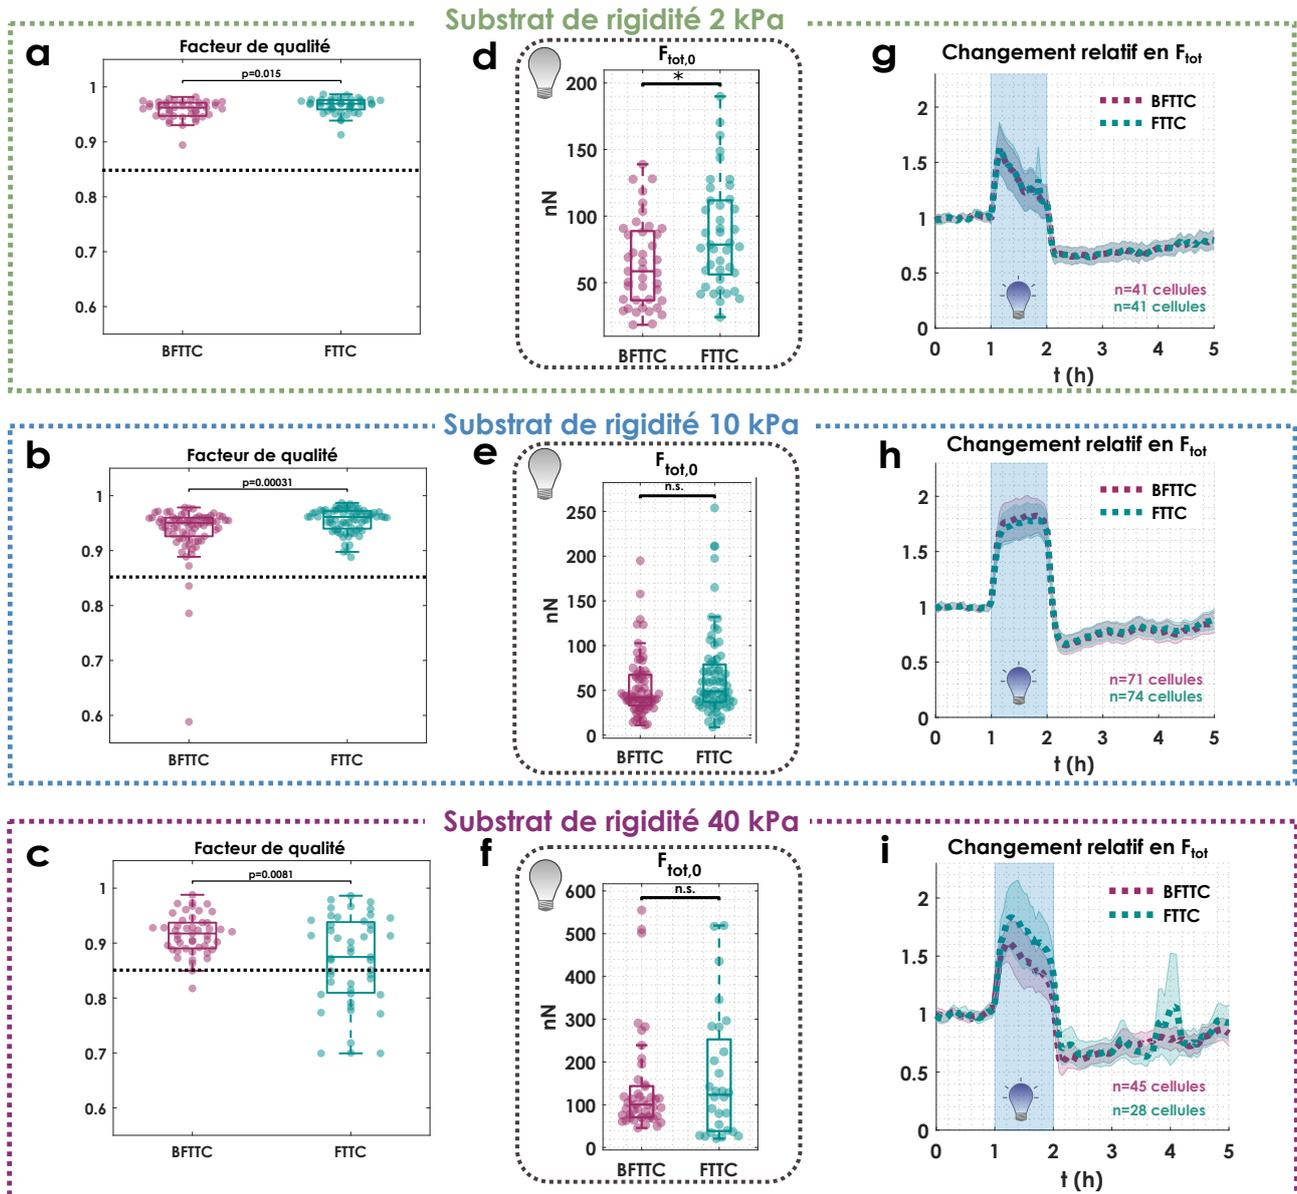 Substrat de rigidité 2 kPa
a
Facteur de qualité
p=0.015
1
0.9
0.8
0.7
0.6
BFTTC
FTTC
d
F_tot,0
*
200
150
100
50
nN
BFTTC
FTTC
g
Changement relatif en F_tot
BFTTC
FTTC
2
1.5
1
0.5
0
n=41 cellules
n=41 cellules
0 1 2 3 4 5
t (h)
Substrat de rigidité 10 kPa
b
Facteur de qualité
p=0.00031
1
0.9
0.8
0.7
0.6
BFTTC
FTTC
e
F_tot,0
n.s.
250
200
150
100
50
0
nN
BFTTC
FTTC
h
Changement relatif en F_tot
BFTTC
FTTC
2
1.5
1
0.5
0
n=71 cellules
n=74 cellules
0 1 2 3 4 5
t (h)
Substrat de rigidité 40 kPa
c
Facteur de qualité
p=0.0081
1
0.9
0.8
0.7
0.6
BFTTC
FTTC
f
F_tot,0
n.s.
600
500
400
300
200
100
0
nN
BFTTC
FTTC
i
Changement relatif en F_tot
BFTTC
FTTC
2
1.5
1
0.5
0
n=45 cellules
n=28 cellules
0 1 2 3 4 5
t (h)